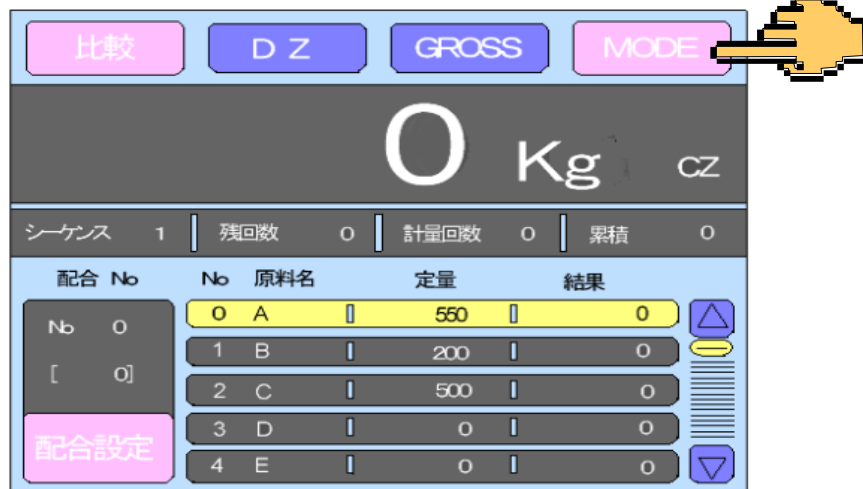 比較 DZ GROSS MODE
0 Kg CZ
シーケンス 1 残回数 0 計量回数 0 累積 0
配合 No No 原料名 定量 結果
No 0
[ 0]
配合設定
0 A 550 0
1 B 200 0
2 C 500 0
3 D 0 0
4 E 0 0